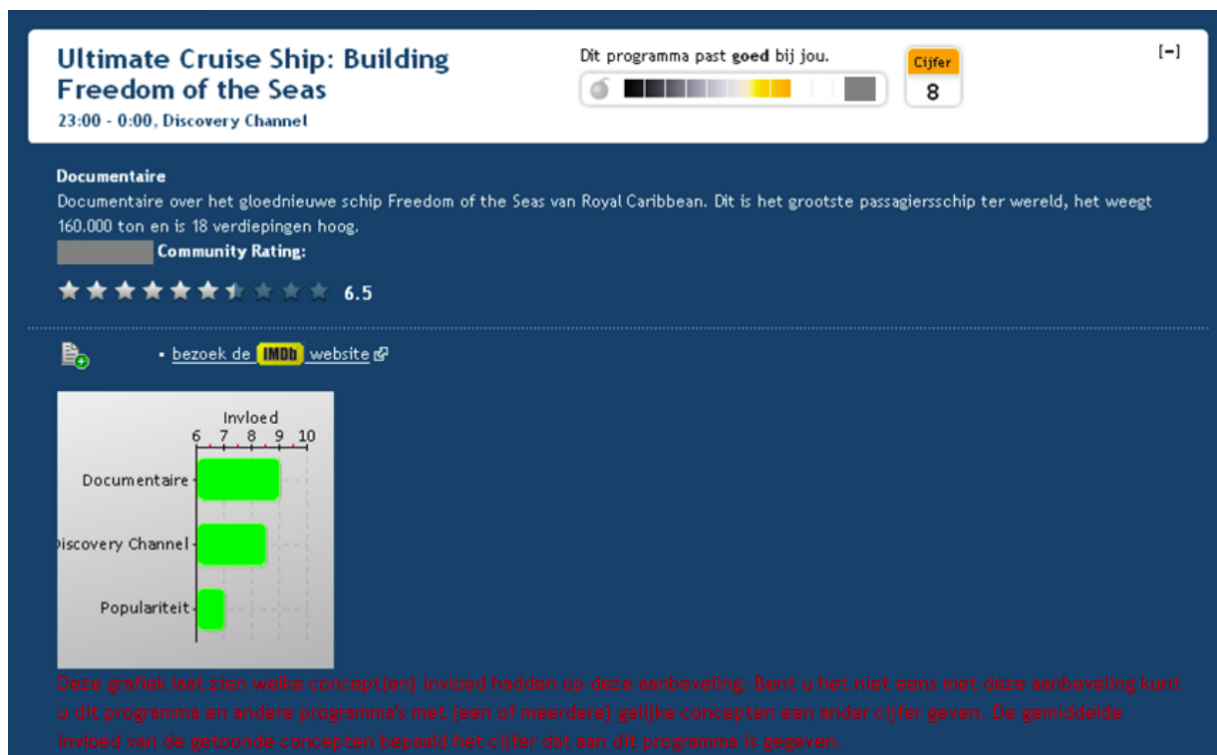 Ultimate Cruise Ship: Building
Freedom of the Seas
23:00 - 0:00, Discovery Channel
Dit programma past goed bij jou.
Cijfer
8
[-]
Documentaire
Documentaire over het gloednieuwe schip Freedom of the Seas van Royal Caribbean. Dit is het grootste passagiersschip ter wereld, het weegt
160.000 ton en is 18 verdiepingen hoog.
Community Rating:
6.5
• bezoek de IMDb website
Invloed
6 7 8 9 10
Documentaire
Discovery Channel
Populariteit
Deze grafiek laat zien welke concept(en) invloed hadden op deze aanbeveling. Bent u het niet eens met deze aanbeveling kunt
u dit programma en andere programma's met (een of meerdere) gelijke concepten een ander cijfer geven. De gemiddelde
invloed van de getoonde concepten bepaald het cijfer dat aan dit programma is gegeven.